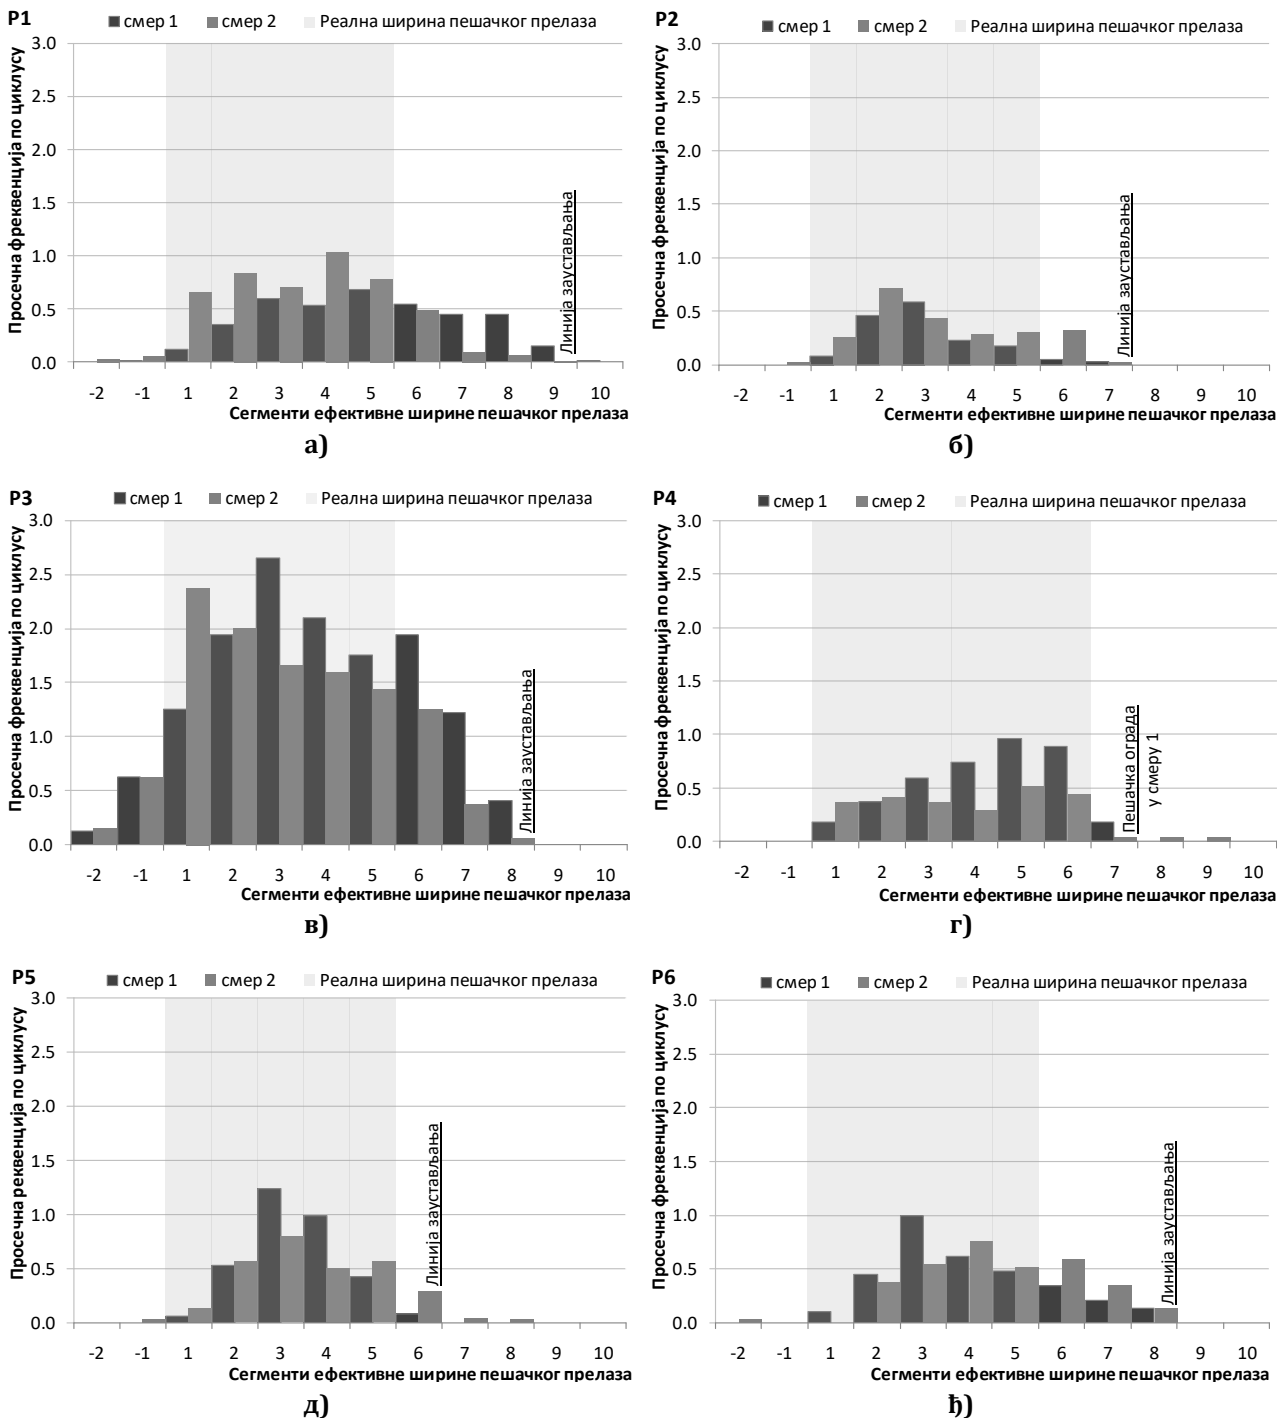 P1 смер 1 смер 2 Реална ширина пешачког прелаза
Просечна фреквенција по циклусу
3.0
2.5
2.0
1.5
1.0
0.5
0.0
Линија заустављања
-2 -1 1 2 3 4 5 6 7 8 9 10
Сегменти ефективне ширине пешачког прелаза
а)
P2 смер 1 смер 2 Реална ширина пешачког прелаза
Просечна фреквенција по циклусу
3.0
2.5
2.0
1.5
1.0
0.5
0.0
Линија заустављања
-2 -1 1 2 3 4 5 6 7 8 9 10
Сегменти ефективне ширине пешачког прелаза
б)
P3 смер 1 смер 2 Реална ширина пешачког прелаза
Просечна фреквенција по циклусу
3.0
2.5
2.0
1.5
1.0
0.5
0.0
Линија заустављања
-2 -1 1 2 3 4 5 6 7 8 9 10
Сегменти ефективне ширине пешачког прелаза
в)
P4 смер 1 смер 2 Реална ширина пешачког прелаза
Просечна фреквенција по циклусу
3.0
2.5
2.0
1.5
1.0
0.5
0.0
Пешачка ограда
у смеру 1
-2 -1 1 2 3 4 5 6 7 8 9 10
Сегменти ефективне ширине пешачког прелаза
г)
P5 смер 1 смер 2 Реална ширина пешачког прелаза
Просечна реквенција по циклусу
3.0
2.5
2.0
1.5
1.0
0.5
0.0
Линија заустављања
-2 -1 1 2 3 4 5 6 7 8 9 10
Сегменти ефективне ширине пешачког прелаза
д)
P6 смер 1 смер 2 Реална ширина пешачког прелаза
Просечна фреквенција по циклусу
3.0
2.5
2.0
1.5
1.0
0.5
0.0
Линија заустављања
-2 1 2 3 4 5 6 7 8 9 10
Сегменти ефективне ширине пешачког прелаза
ђ)